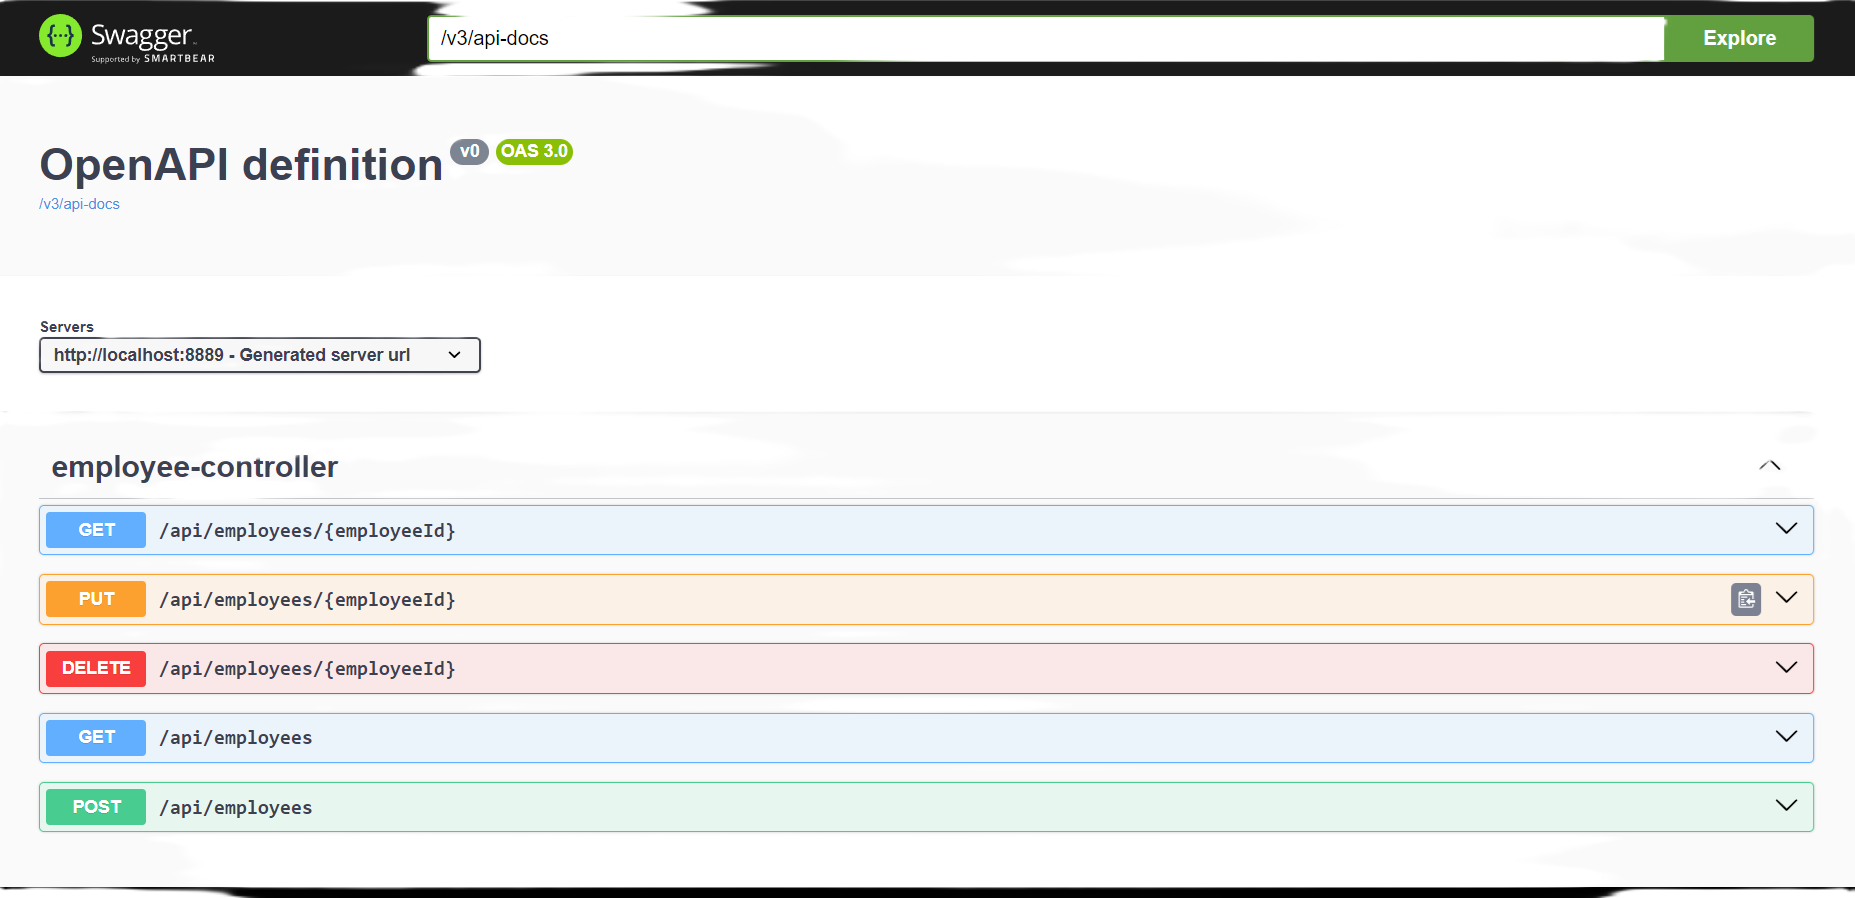 Swagger
Supported by SMARTBEAR
/v3/api-docs
Explore
OpenAPI definition v0 OAS 3.0
/v3/api-docs
Servers
http://localhost:8889 - Generated server url
employee-controller
GET /api/employees/{employeeId}
PUT /api/employees/{employeeId}
DELETE /api/employees/{employeeId}
GET /api/employees
POST /api/employees